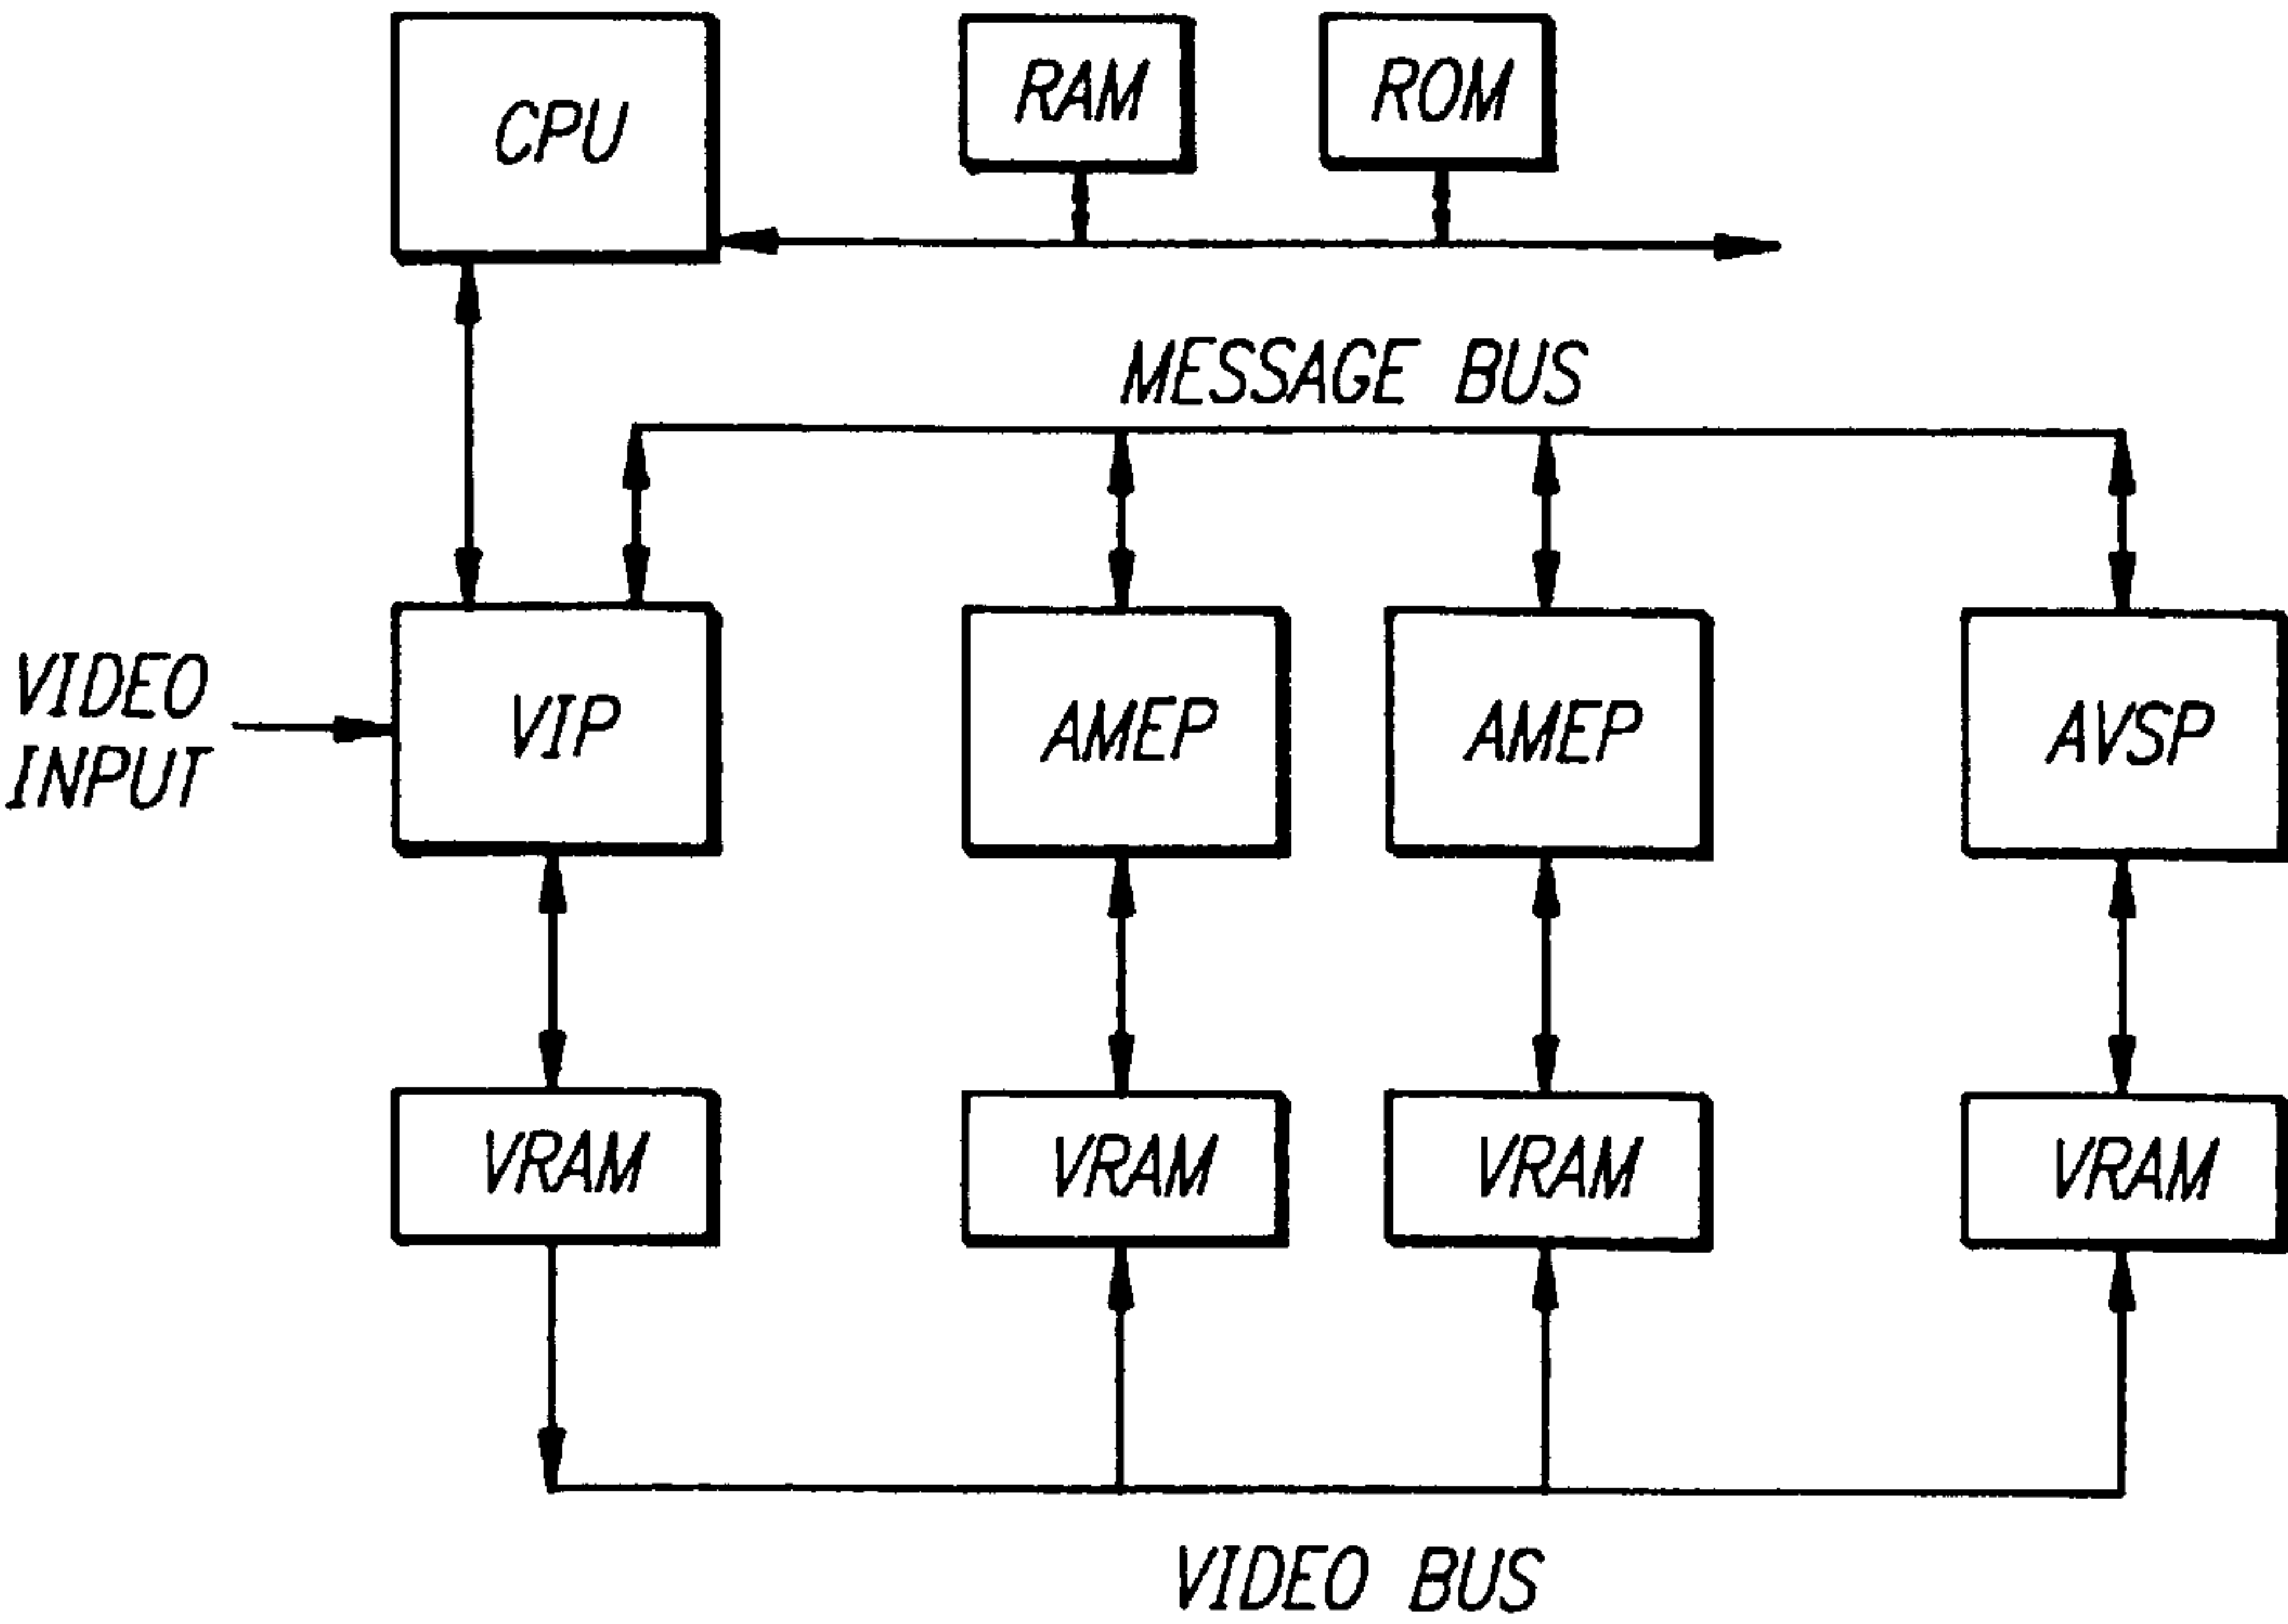 CPU
RAM
ROM
MESSAGE BUS
VIDEO
INPUT
VIP
AMEP
AMEP
AVSP
VRAM
VRAM
VRAM
VRAM
VIDEO BUS